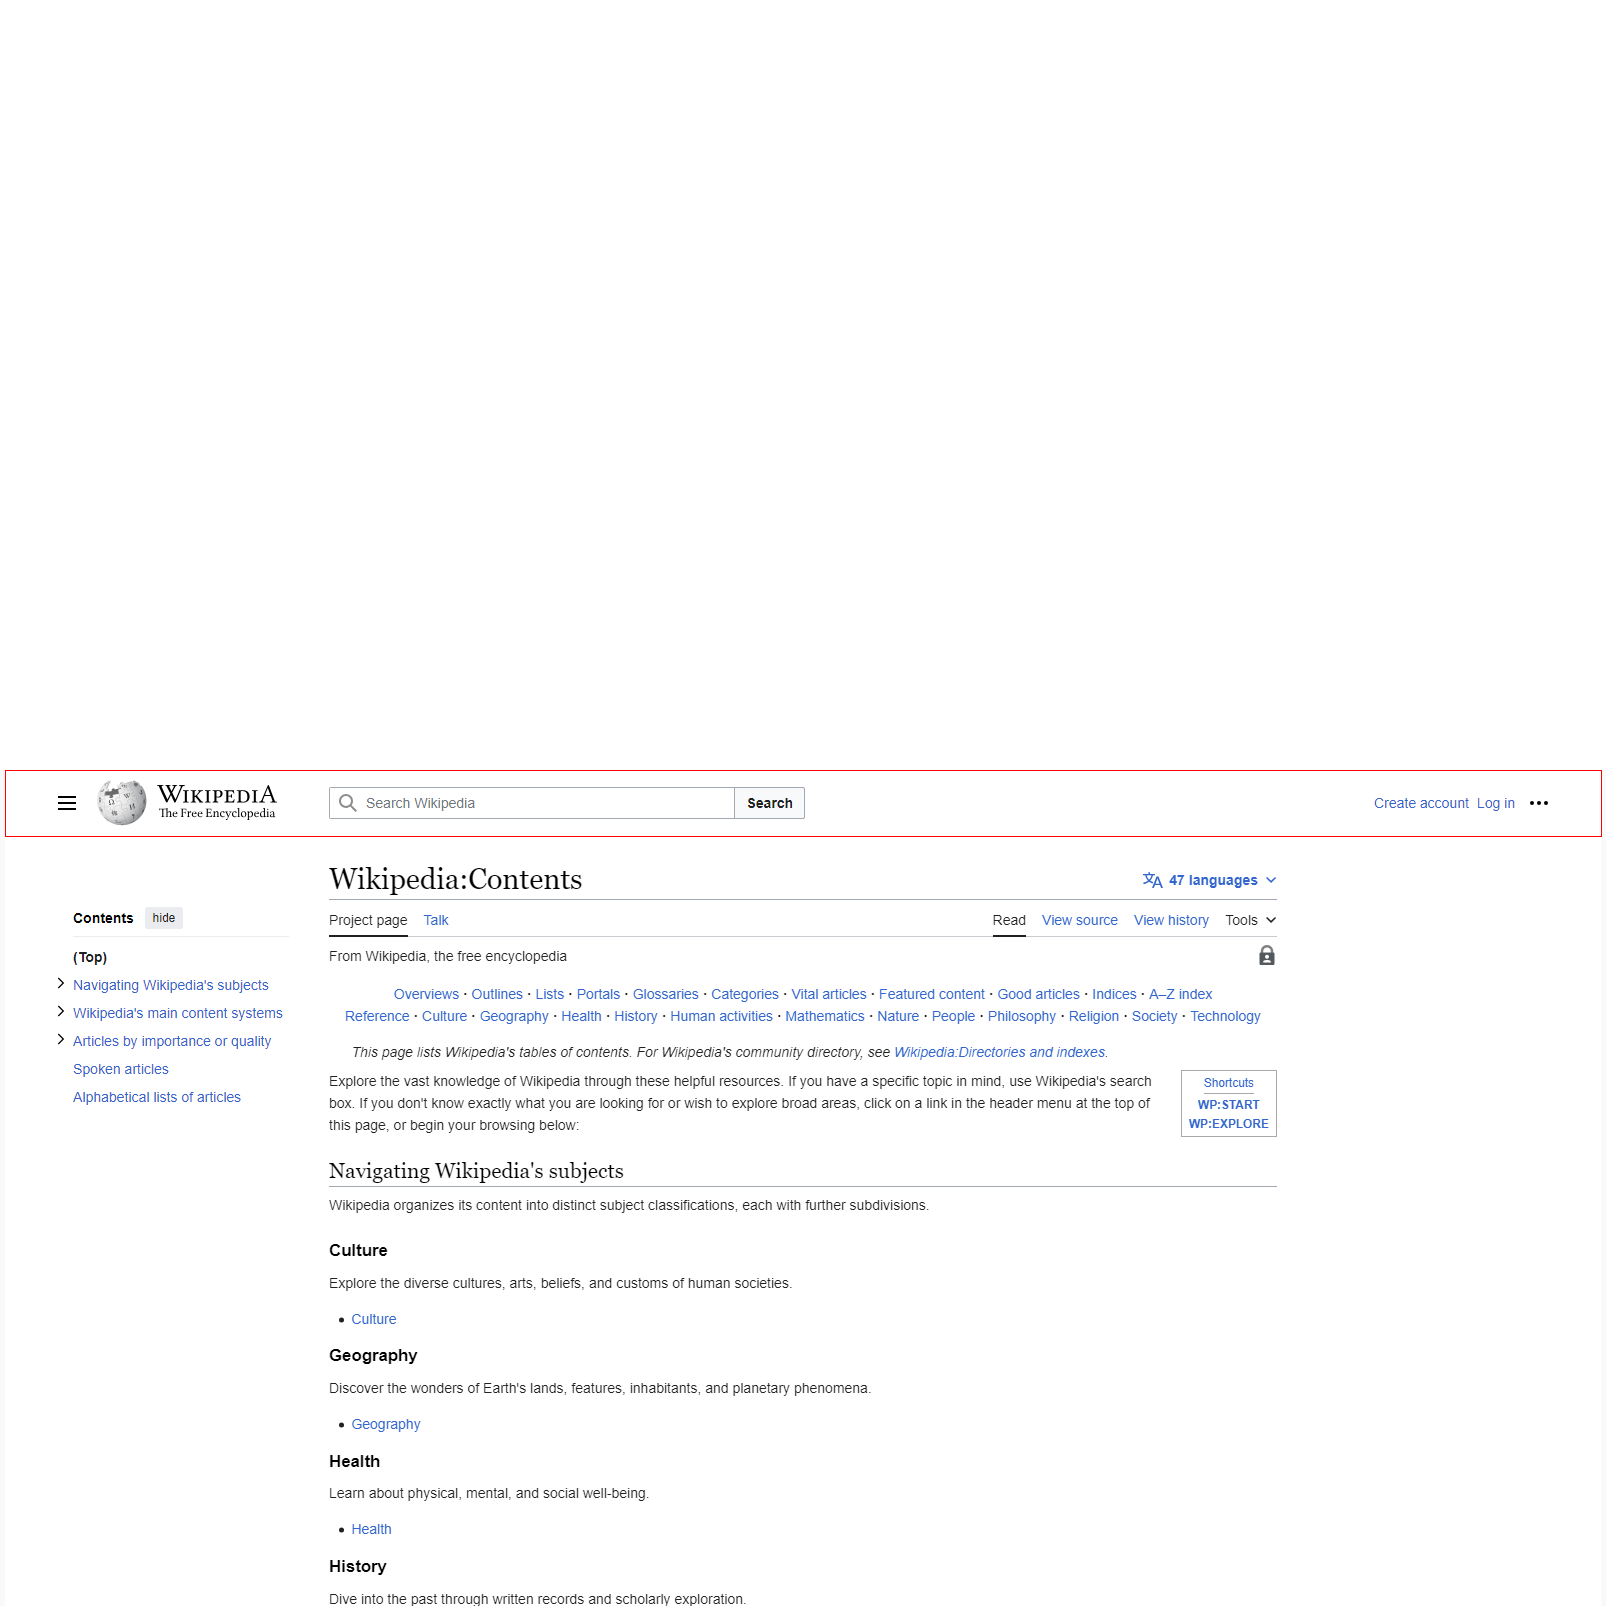 WIKIPEDIA
The Free Encyclopedia
Search Wikipedia
Search
Create account Log in
Wikipedia:Contents
47 languages
Contents hide
(Top)
Navigating Wikipedia's subjects
Wikipedia's main content systems
Articles by importance or quality
Spoken articles
Alphabetical lists of articles
Project page Talk
Read View source View history Tools
From Wikipedia, the free encyclopedia
Overviews · Outlines · Lists · Portals · Glossaries · Categories · Vital articles · Featured content · Good articles · Indices · A–Z index
Reference · Culture · Geography · Health · History · Human activities · Mathematics · Nature · People · Philosophy · Religion · Society · Technology
This page lists Wikipedia's tables of contents. For Wikipedia's community directory, see Wikipedia:Directories and indexes.
Explore the vast knowledge of Wikipedia through these helpful resources. If you have a specific topic in mind, use Wikipedia's search
box. If you don't know exactly what you are looking for or wish to explore broad areas, click on a link in the header menu at the top of
this page, or begin your browsing below:
Shortcuts
WP:START
WP:EXPLORE
Navigating Wikipedia's subjects
Wikipedia organizes its content into distinct subject classifications, each with further subdivisions.
Culture
Explore the diverse cultures, arts, beliefs, and customs of human societies.
• Culture
Geography
Discover the wonders of Earth's lands, features, inhabitants, and planetary phenomena.
• Geography
Health
Learn about physical, mental, and social well-being.
• Health
History
Dive into the past through written records and scholarly exploration.